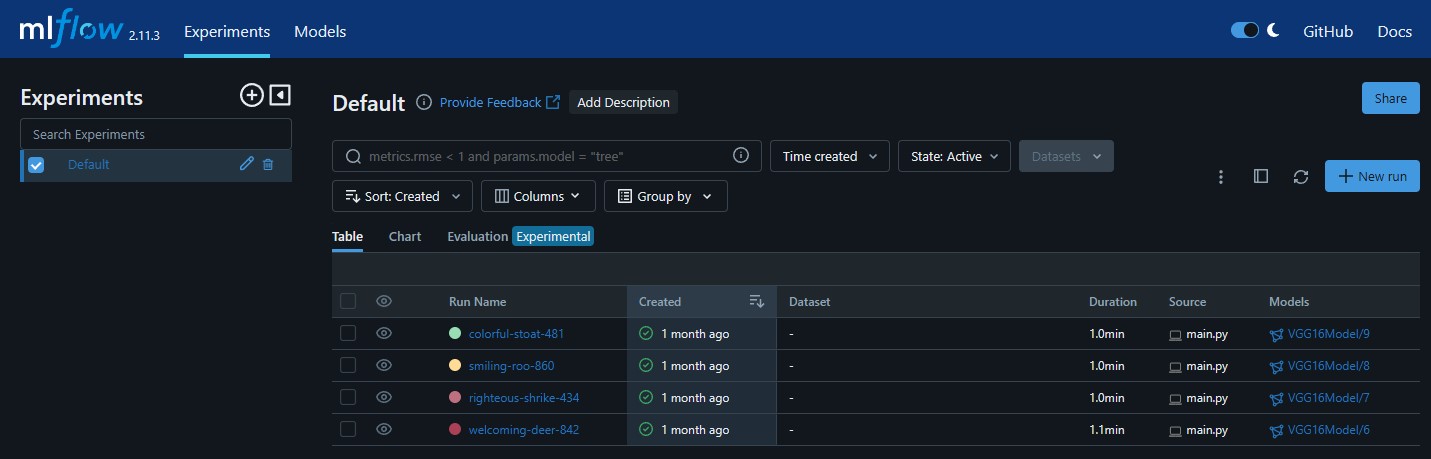 mlflow 2.11.3 Experiments Models GitHub Docs
Experiments
Search Experiments
Default
Default Provide Feedback Add Description Share
metrics.rmse < 1 and params.model = "tree" Time created State: Active Datasets
New run
Sort: Created Columns Group by
Table Chart Evaluation Experimental
Run Name Created Dataset Duration Source Models
colorful-stoat-481 1 month ago - 1.0min main.py VGG16Model/9
smiling-roo-860 1 month ago - 1.0min main.py VGG16Model/8
righteous-shrike-434 1 month ago - 1.0min main.py VGG16Model/7
welcoming-deer-842 1 month ago - 1.1min main.py VGG16Model/6